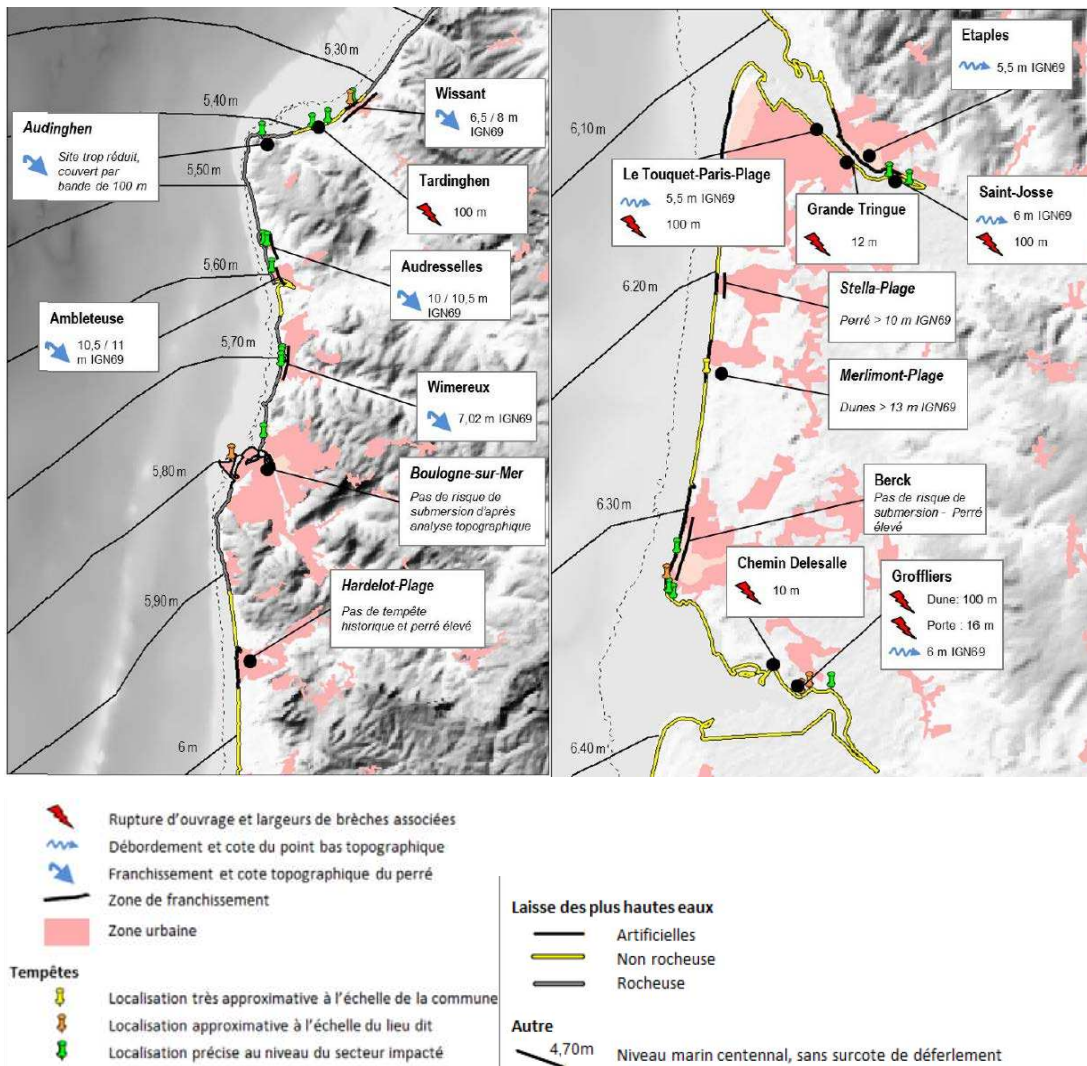 5,30 m
5,40 m
Wissant
6,5 / 8 m
IGN69
Audinghen
Site trop réduit,
couvert par
bande de 100 m
5,50 m
Tardinghen
100 m
5,60 m
Audresselles
10 / 10,5 m
IGN69
Ambleteuse
10,5 / 11
m IGN69
5,70 m
Wimereux
7,02 m IGN69
5,80 m
Boulogne-sur-Mer
Pas de risque de
submersion d'après
analyse topographique
5,90 m
Hardelot-Plage
Pas de tempête
historique et perré élevé
6 m
Etaples
5,5 m IGN69
6,10 m
Le Touquet-Paris-Plage
5,5 m IGN69
100 m
Grande Tringue
12 m
Saint-Josse
6 m IGN69
100 m
6.20 m
Stella-Plage
Perré > 10 m IGN69
Merlimont-Plage
Dunes > 13 m IGN69
6.30 m
Berck
Pas de risque de
submersion - Perré
élevé
Chemin Delesalle
10 m
Groffliers
Dune: 100 m
Porte : 16 m
6 m IGN69
6.40 m
Rupture d'ouvrage et largeurs de brèches associées
Débordement et cote du point bas topographique
Franchissement et cote topographique du perré
Zone de franchissement
Zone urbaine
Tempêtes
Localisation très approximative à l'échelle de la commune
Localisation approximative à l'échelle du lieu dit
Localisation précise au niveau du secteur impacté
Laisse des plus hautes eaux
Artificielles
Non rocheuse
Rocheuse
Autre
4,70m Niveau marin centennal, sans surcote de déferlement